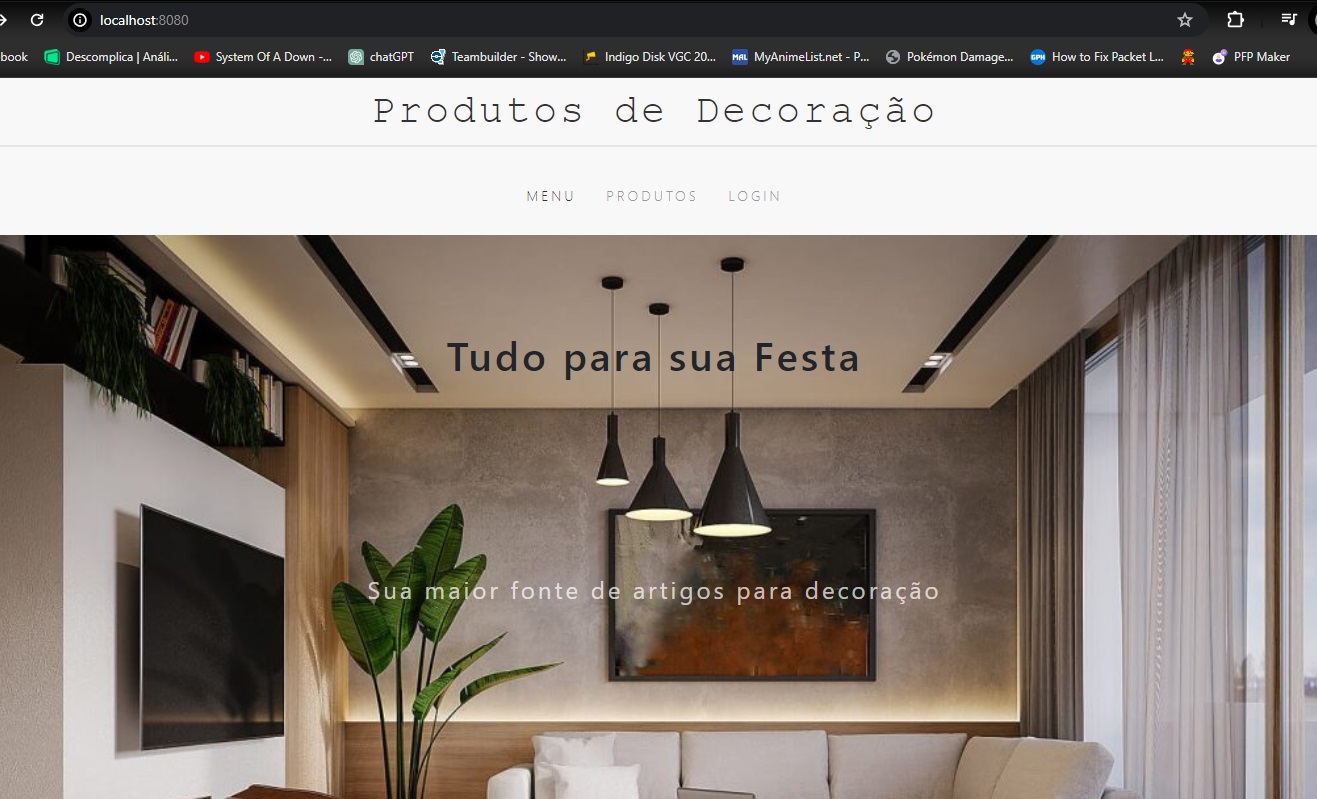 localhost:8080
book Descomplica | Análi... System Of A Down -... chatGPT Teambuilder - Show... Indigo Disk VGC 20... MAL MyAnimeList.net - P... Pokémon Damage... GPH How to Fix Packet L... PFP Maker
Produtos de Decoração
MENU PRODUTOS LOGIN
Tudo para sua Festa
Sua maior fonte de artigos para decoração